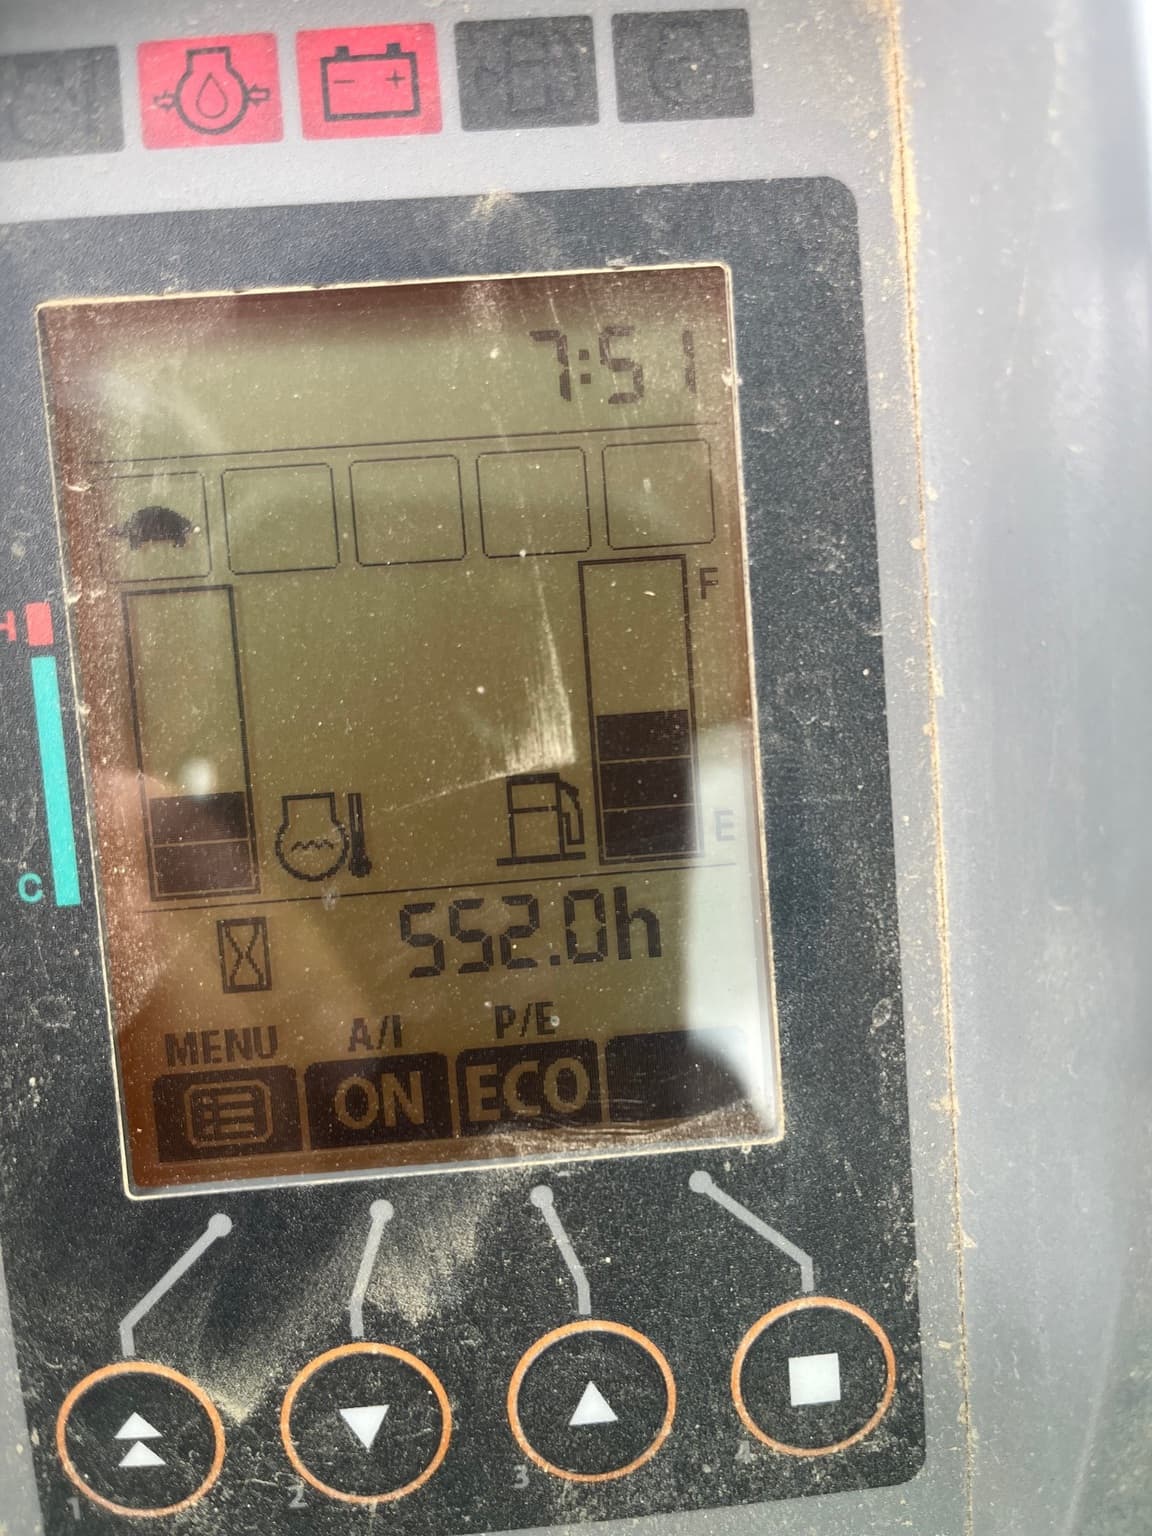 - +
7:51
F
H
E
C
552.0h
MENU A/I P/E
ON ECO
1 2 3 4